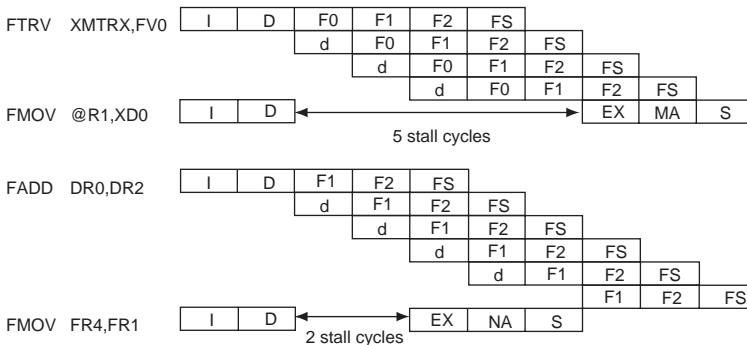 FTRV XMTRX,FV0 I D F0 F1 F2 FS
d F0 F1 F2 FS
d F0 F1 F2 FS
d F0 F1 F2 FS
FMOV @R1,XD0 I D EX MA S
5 stall cycles
FADD DR0,DR2 I D F1 F2 FS
d F1 F2 FS
d F1 F2 FS
d F1 F2 FS
d F1 F2 FS
F1 F2 FS
FMOV FR4,FR1 I D EX NA S
2 stall cycles